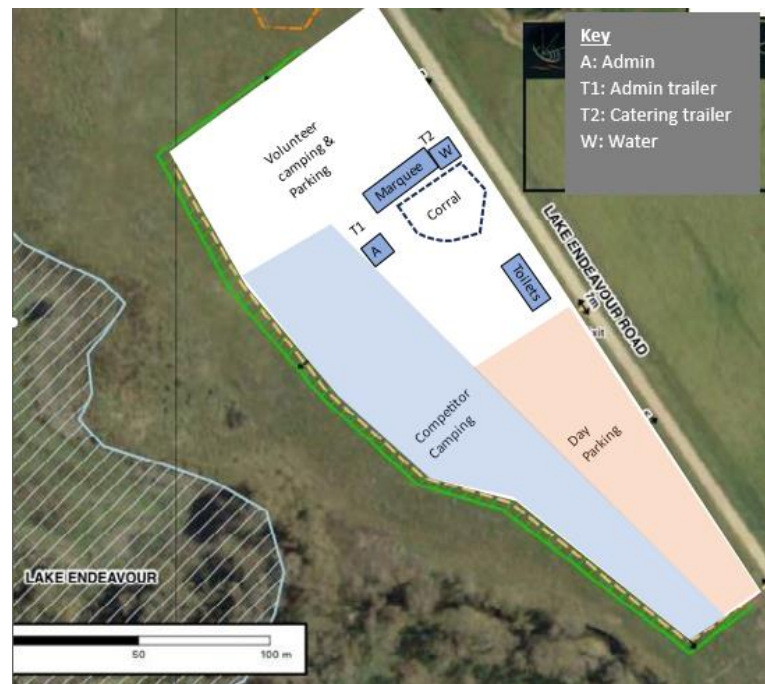 Key
A: Admin
T1: Admin trailer
T2: Catering trailer
W: Water
Volunteer
camping &
Parking
T2
W
Marquee
Corral
T1
A
Toilets
LAKE ENDEAVOUR ROAD
7m
Competitor
Camping
Day
Parking
LAKE ENDEAVOUR
50
100 m